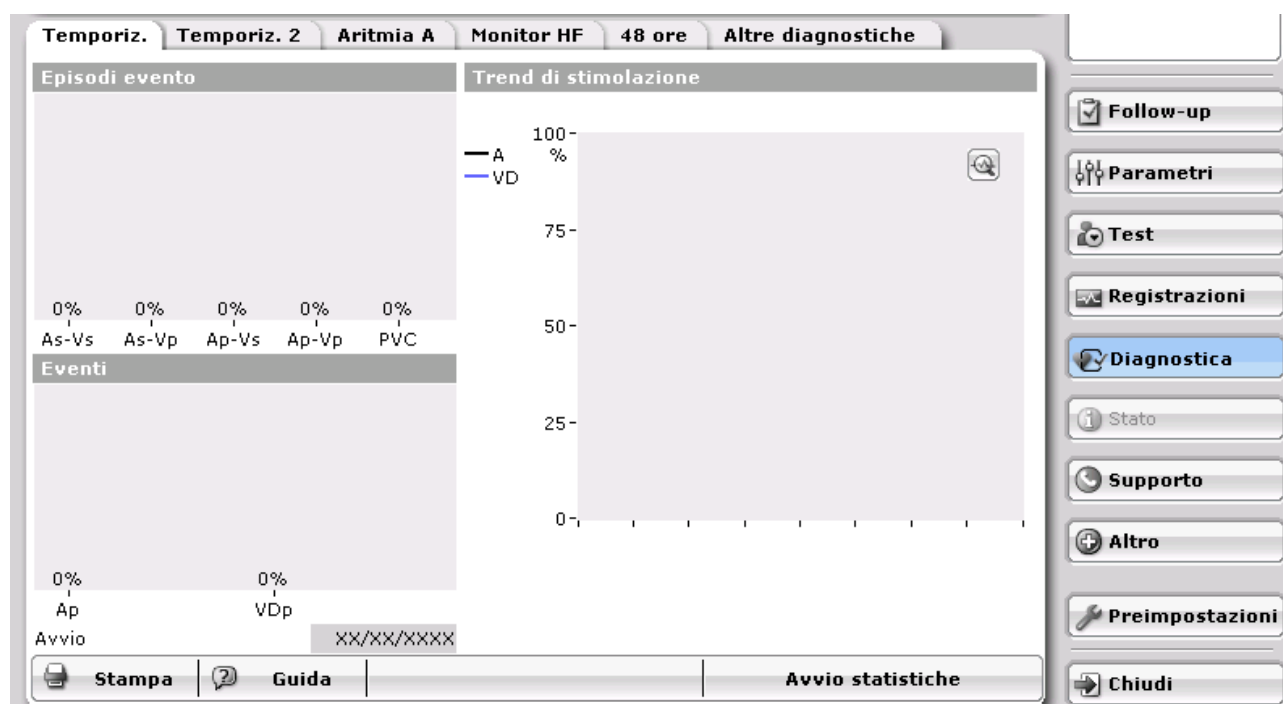 Temporiz. Temporiz. 2 Aritmia A Monitor HF 48 ore Altre diagnostiche
Episodi evento
0% 0% 0% 0% 0%
As-Vs As-Vp Ap-Vs Ap-Vp PVC
Eventi
0% 0%
Ap VDp
Avvio XX/XX/XXXX
Trend di stimolazione
A
VD
100
%
75
50
25
0
Stampa Guida Avvio statistiche
Follow-up
Parametri
Test
Registrazioni
Diagnostica
Stato
Supporto
Altro
Preimpostazioni
Chiudi